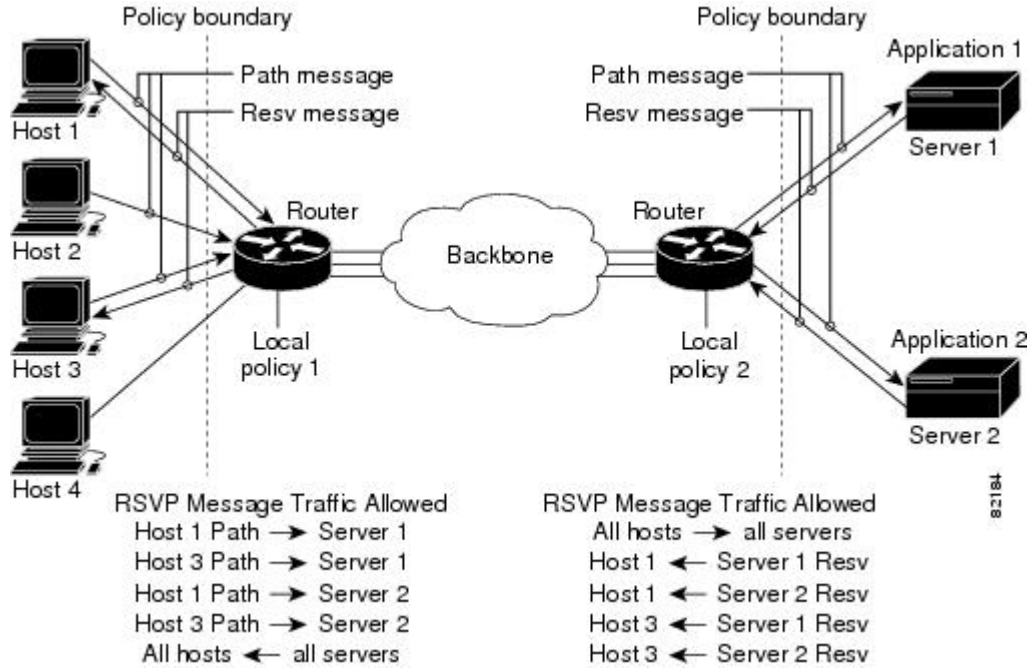 Policy boundary
Policy boundary
Application 1
Path message
Path message
Resv message
Resv message
Host 1
Server 1
Router
Router
Host 2
Backbone
Host 3
Local
policy 1
Local
policy 2
Application 2
Host 4
Server 2
82184
RSVP Message Traffic Allowed
Host 1 Path → Server 1
Host 3 Path → Server 1
Host 1 Path → Server 2
Host 3 Path → Server 2
All hosts ← all servers
RSVP Message Traffic Allowed
All hosts → all servers
Host 1 ← Server 1 Resv
Host 1 ← Server 2 Resv
Host 3 ← Server 1 Resv
Host 3 ← Server 2 Resv